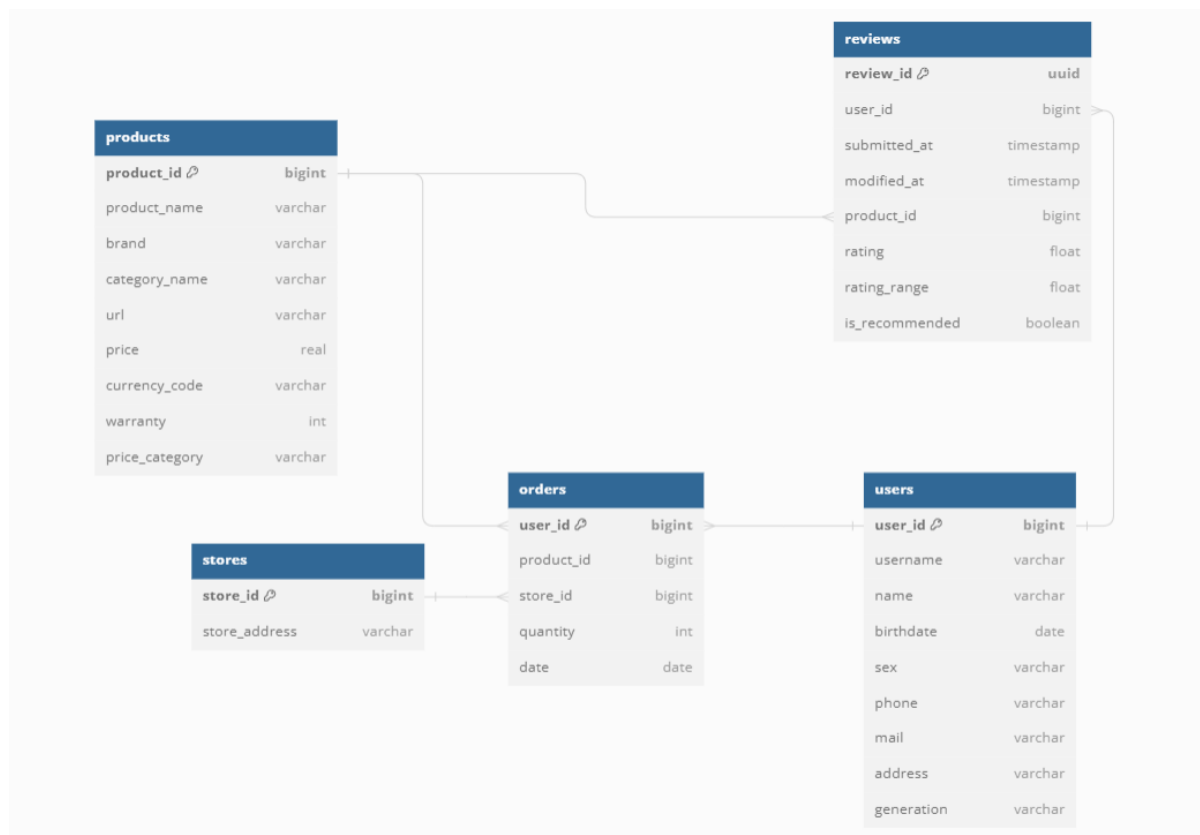 reviews
review_id uuid
user_id bigint
submitted_at timestamp
modified_at timestamp
product_id bigint
rating float
rating_range float
is_recommended boolean
products
product_id bigint
product_name varchar
brand varchar
category_name varchar
url varchar
price real
currency_code varchar
warranty int
price_category varchar
orders
user_id bigint
product_id bigint
store_id bigint
quantity int
date date
users
user_id bigint
username varchar
name varchar
birthdate date
sex varchar
phone varchar
mail varchar
address varchar
generation varchar
stores
store_id bigint
store_address varchar